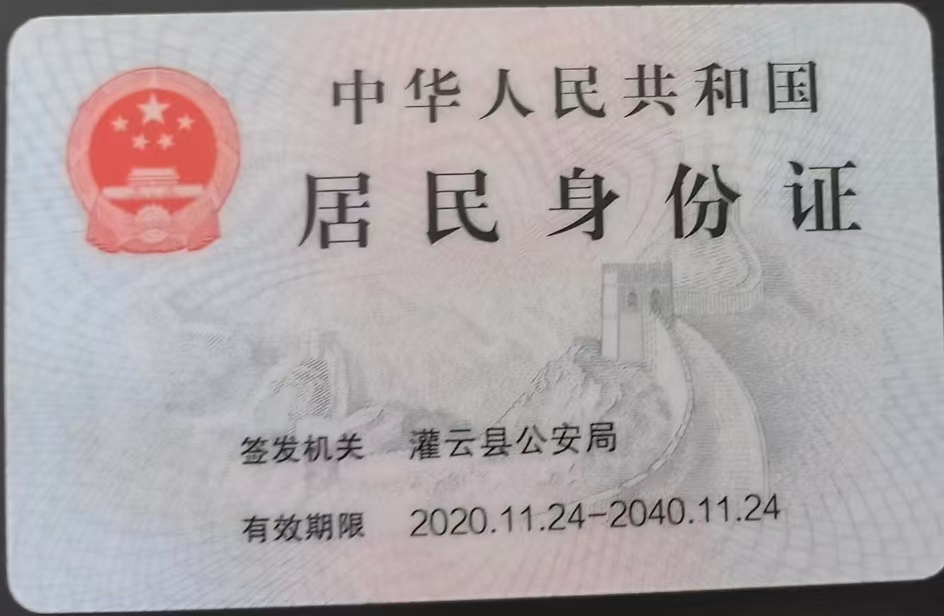 中华人民共和国
居民身份证
签发机关 灌云县公安局
有效期限 2020.11.24-2040.11.24